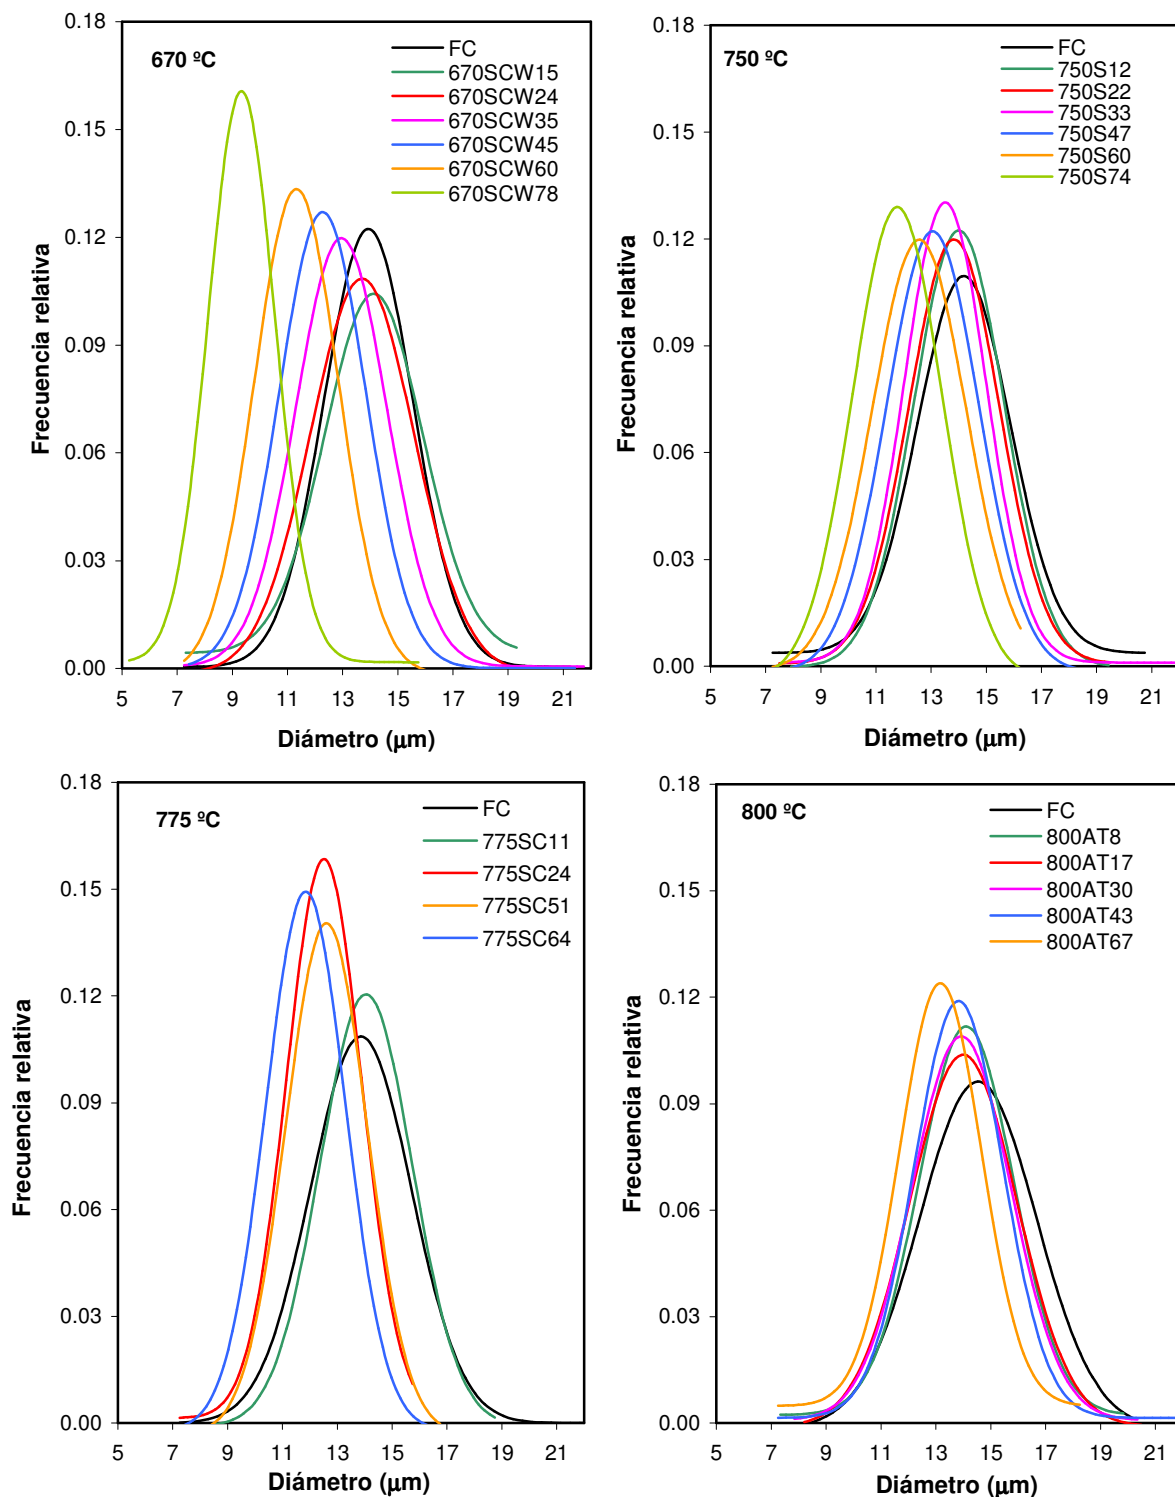 670 ºC
FC
670SCW15
670SCW24
670SCW35
670SCW45
670SCW60
670SCW78
0.18
0.15
0.12
0.09
0.06
0.03
0.00
Frecuencia relativa
5 7 9 11 13 15 17 19 21
Diámetro (μm)
750 ºC
FC
750S12
750S22
750S33
750S47
750S60
750S74
0.18
0.15
0.12
0.09
0.06
0.03
0.00
Frecuencia relativa
5 7 9 11 13 15 17 19 21
Diámetro (μm)
775 ºC
FC
775SC11
775SC24
775SC51
775SC64
0.18
0.15
0.12
0.09
0.06
0.03
0.00
Frecuencia relativa
5 7 9 11 13 15 17 19 21
Diámetro (μm)
800 ºC
FC
800AT8
800AT17
800AT30
800AT43
800AT67
0.18
0.15
0.12
0.09
0.06
0.03
0.00
Frecuencia relativa
5 7 9 11 13 15 17 19 21
Diámetro (μm)